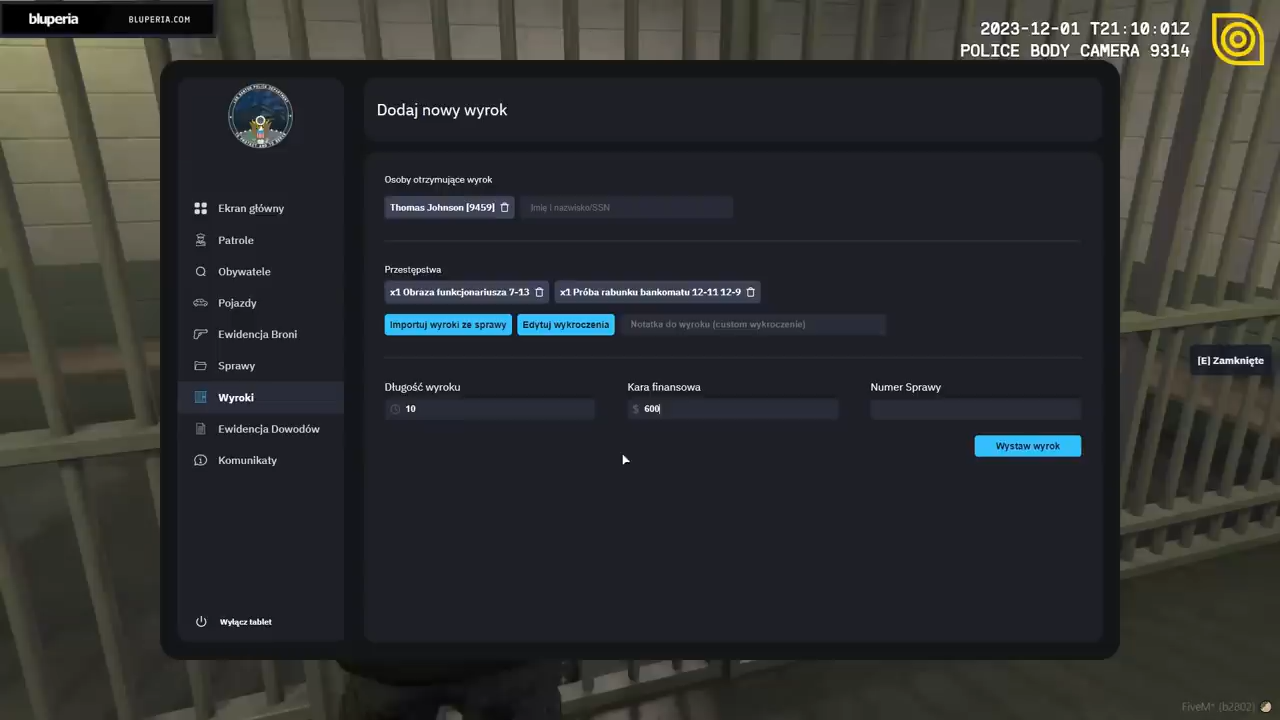 bluperia
BLUPERIA.COM
2023-12-01 T21:10:01Z
POLICE BODY CAMERA 9314
Dodaj nowy wyrok
Ekran główny
Patrole
Obywatele
Pojazdy
Ewidencja Broni
Sprawy
Wyroki
Ewidencja Dowodów
Komunikaty
Wyłącz tablet
Osoby otrzymujące wyrok
Thomas Johnson [9459]
Imię i nazwisko/SSN
Przestępstwa
x1 Obraza funkcjonariusza 7-13
x1 Próba rabunku bankomatu 12-11 12-9
Importuj wyroki ze sprawy
Edytuj wykroczenia
Notatka do wyroku (custom wykroczenie)
Długość wyroku
Kara finansowa
Numer Sprawy
10
$ 600
Wystaw wyrok
[E] Zamknięte
FiveM* (b2802)